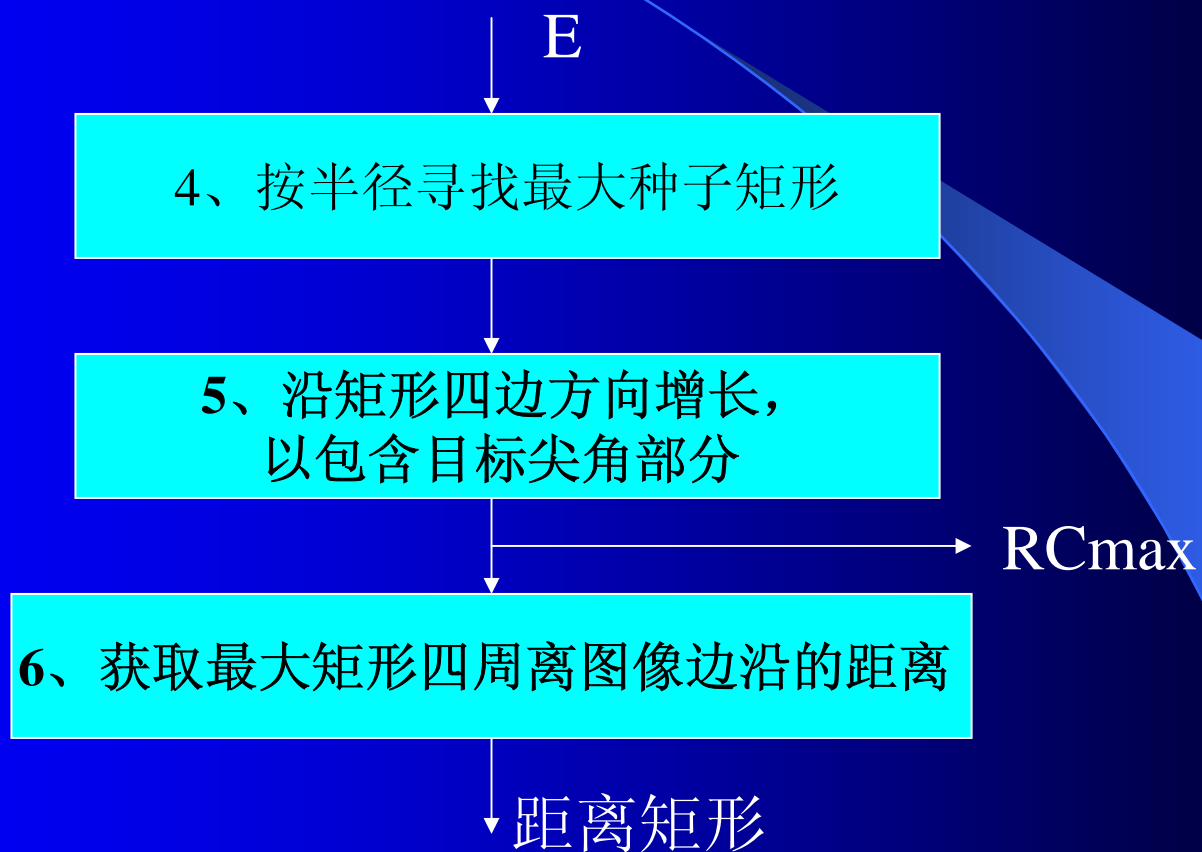 E
4、按半径寻找最大种子矩形
5、沿矩形四边方向增长，
以包含目标尖角部分
RCmax
6、获取最大矩形四周离图像边沿的距离
距离矩形